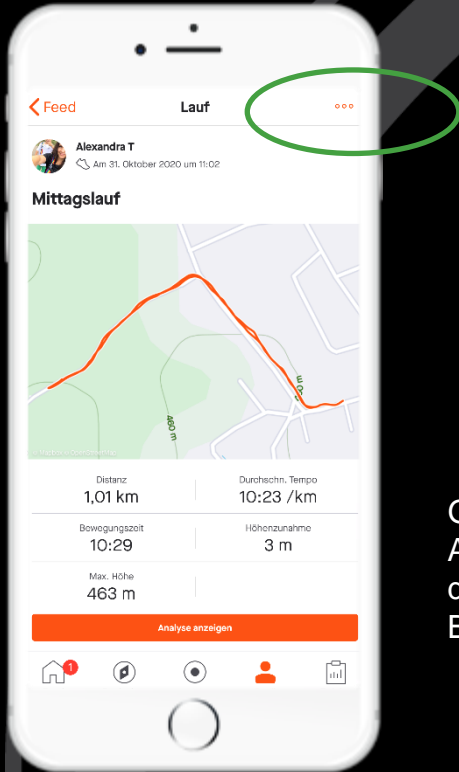 Feed
Lauf
Alexandra T
Am 31. Oktober 2020 um 11:02
Mittagslauf
460 m
Distanz
1,01 km
Durchschn. Tempo
10:23 /km
Bewegungszeit
10:29
Höhenzunahme
3 m
Max. Höhe
463 m
Analyse anzeigen
1